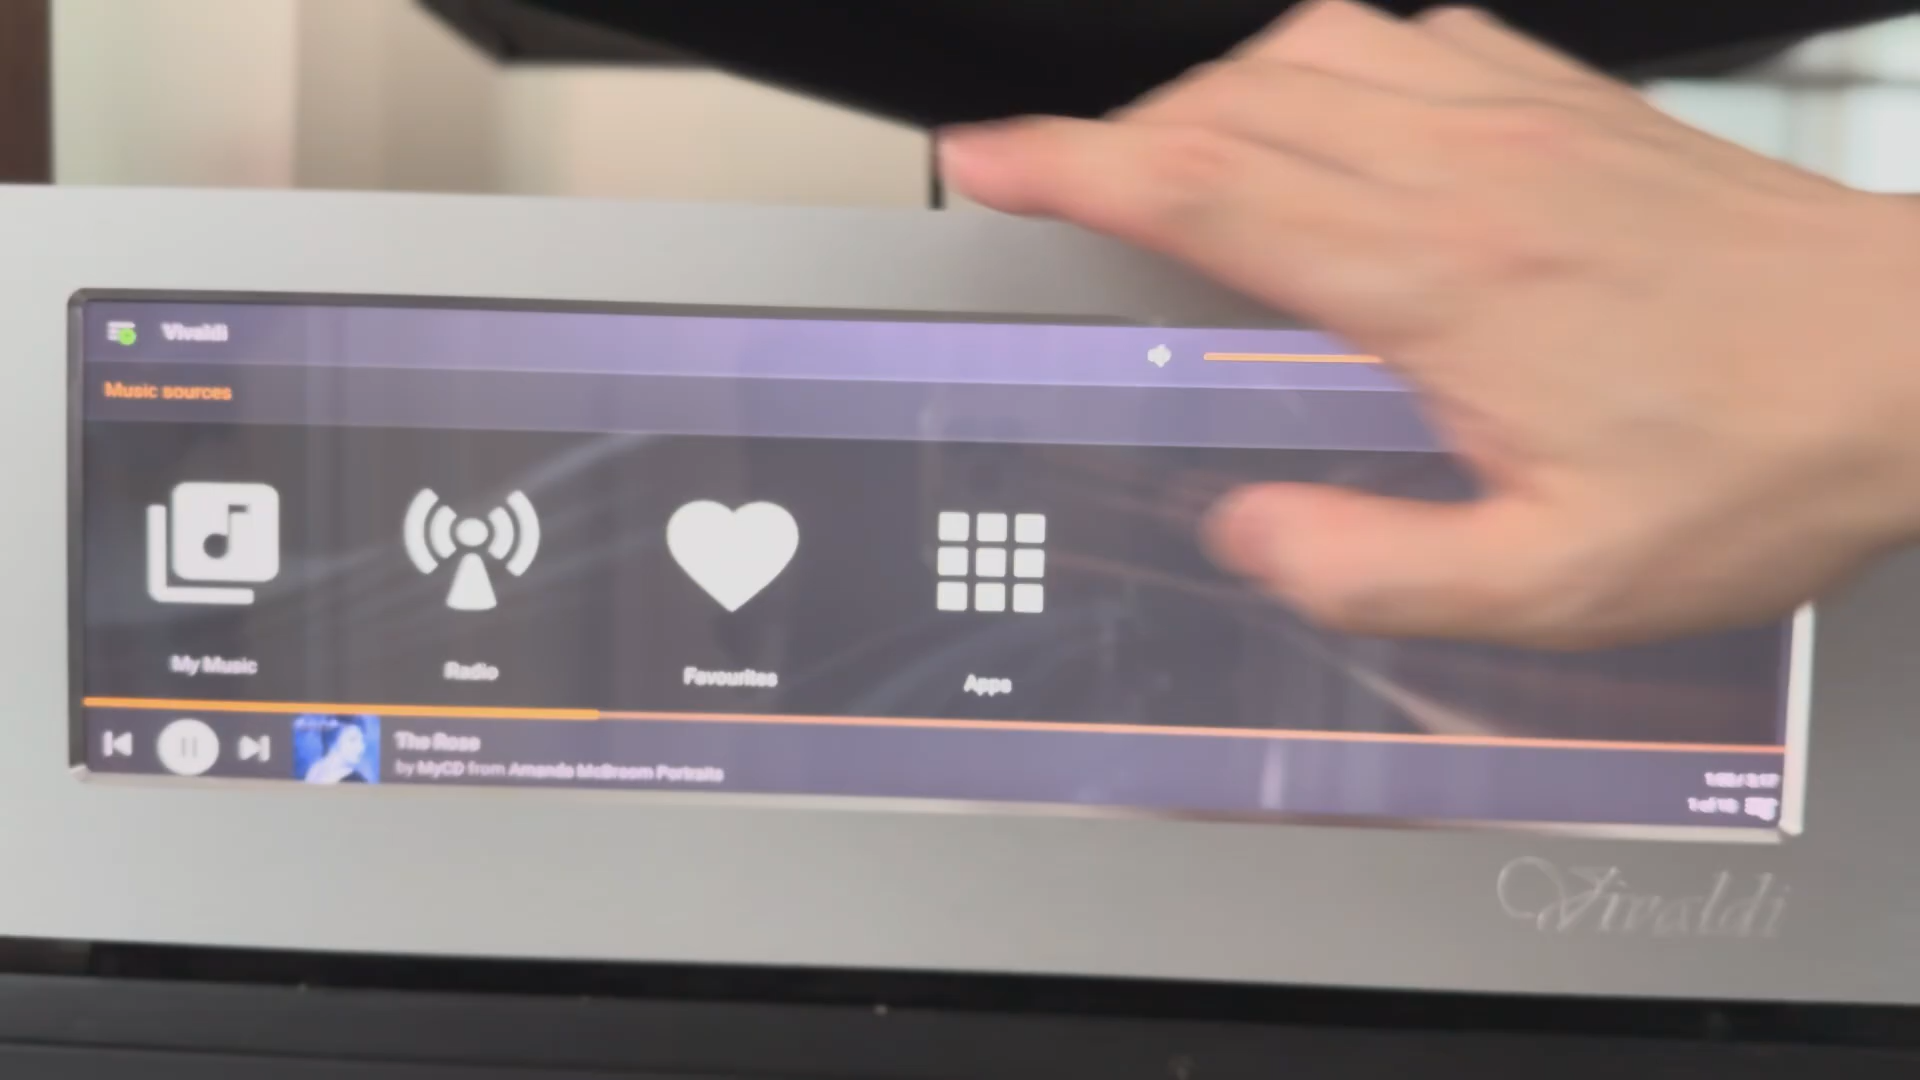 Vivaldi
Music sources
My Music
Radio
Favourites
Apps
The Rose
by MyCD from Amanda McBroom Portraits
Vivaldi